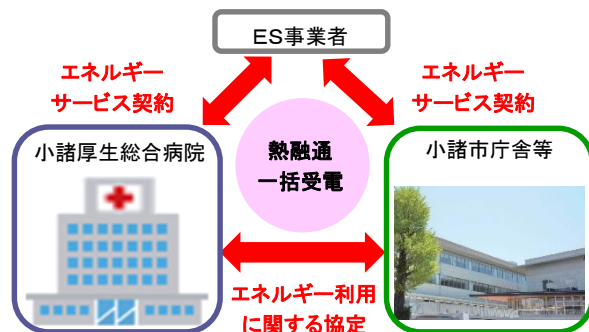 ES事業者
エネルギー
サービス契約
エネルギー
サービス契約
小諸厚生総合病院
熱融通
一括受電
小諸市庁舎等
エネルギー利用
に関する協定